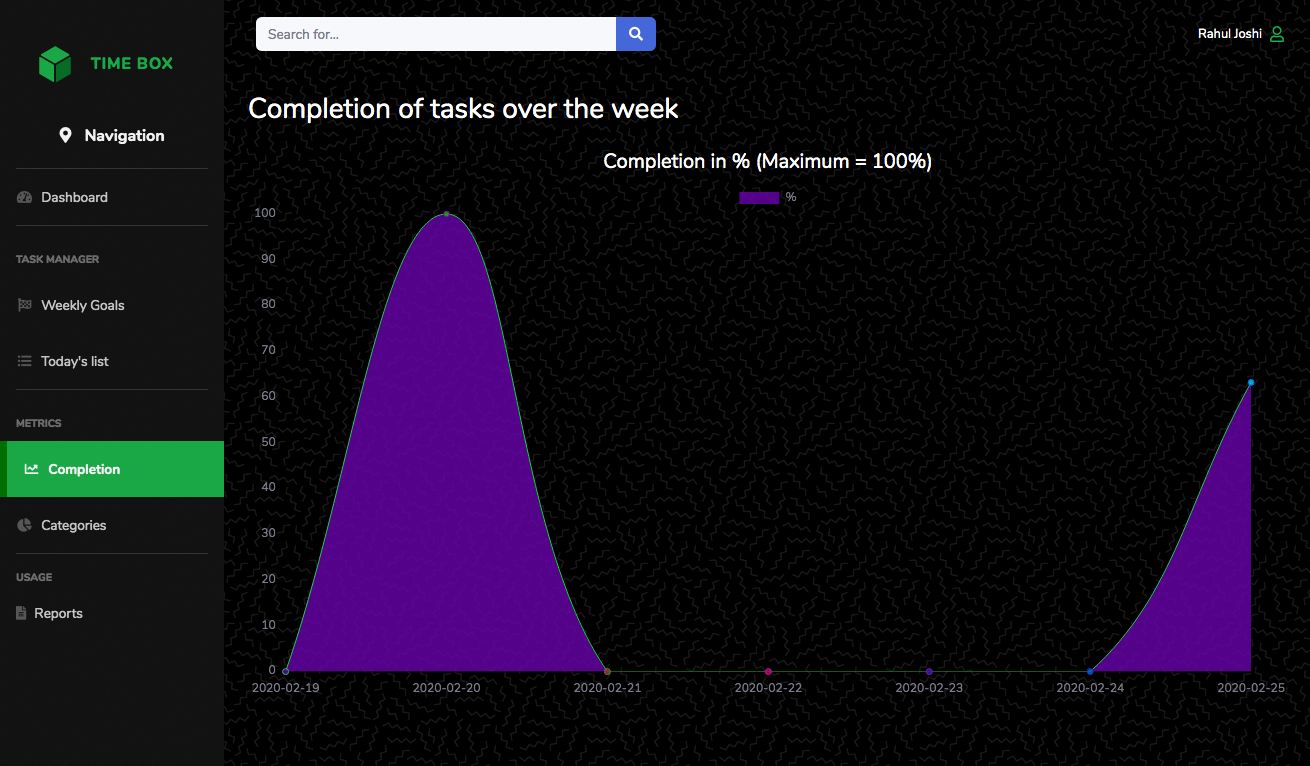 TIME BOX
Navigation
Dashboard
TASK MANAGER
Weekly Goals
Today's list
METRICS
Completion
Categories
USAGE
Reports
Search for...
Rahul Joshi
Completion of tasks over the week
Completion in % (Maximum = 100%)
%
100
90
80
70
60
50
40
30
20
10
0
2020-02-19 2020-02-20 2020-02-21 2020-02-22 2020-02-23 2020-02-24 2020-02-25